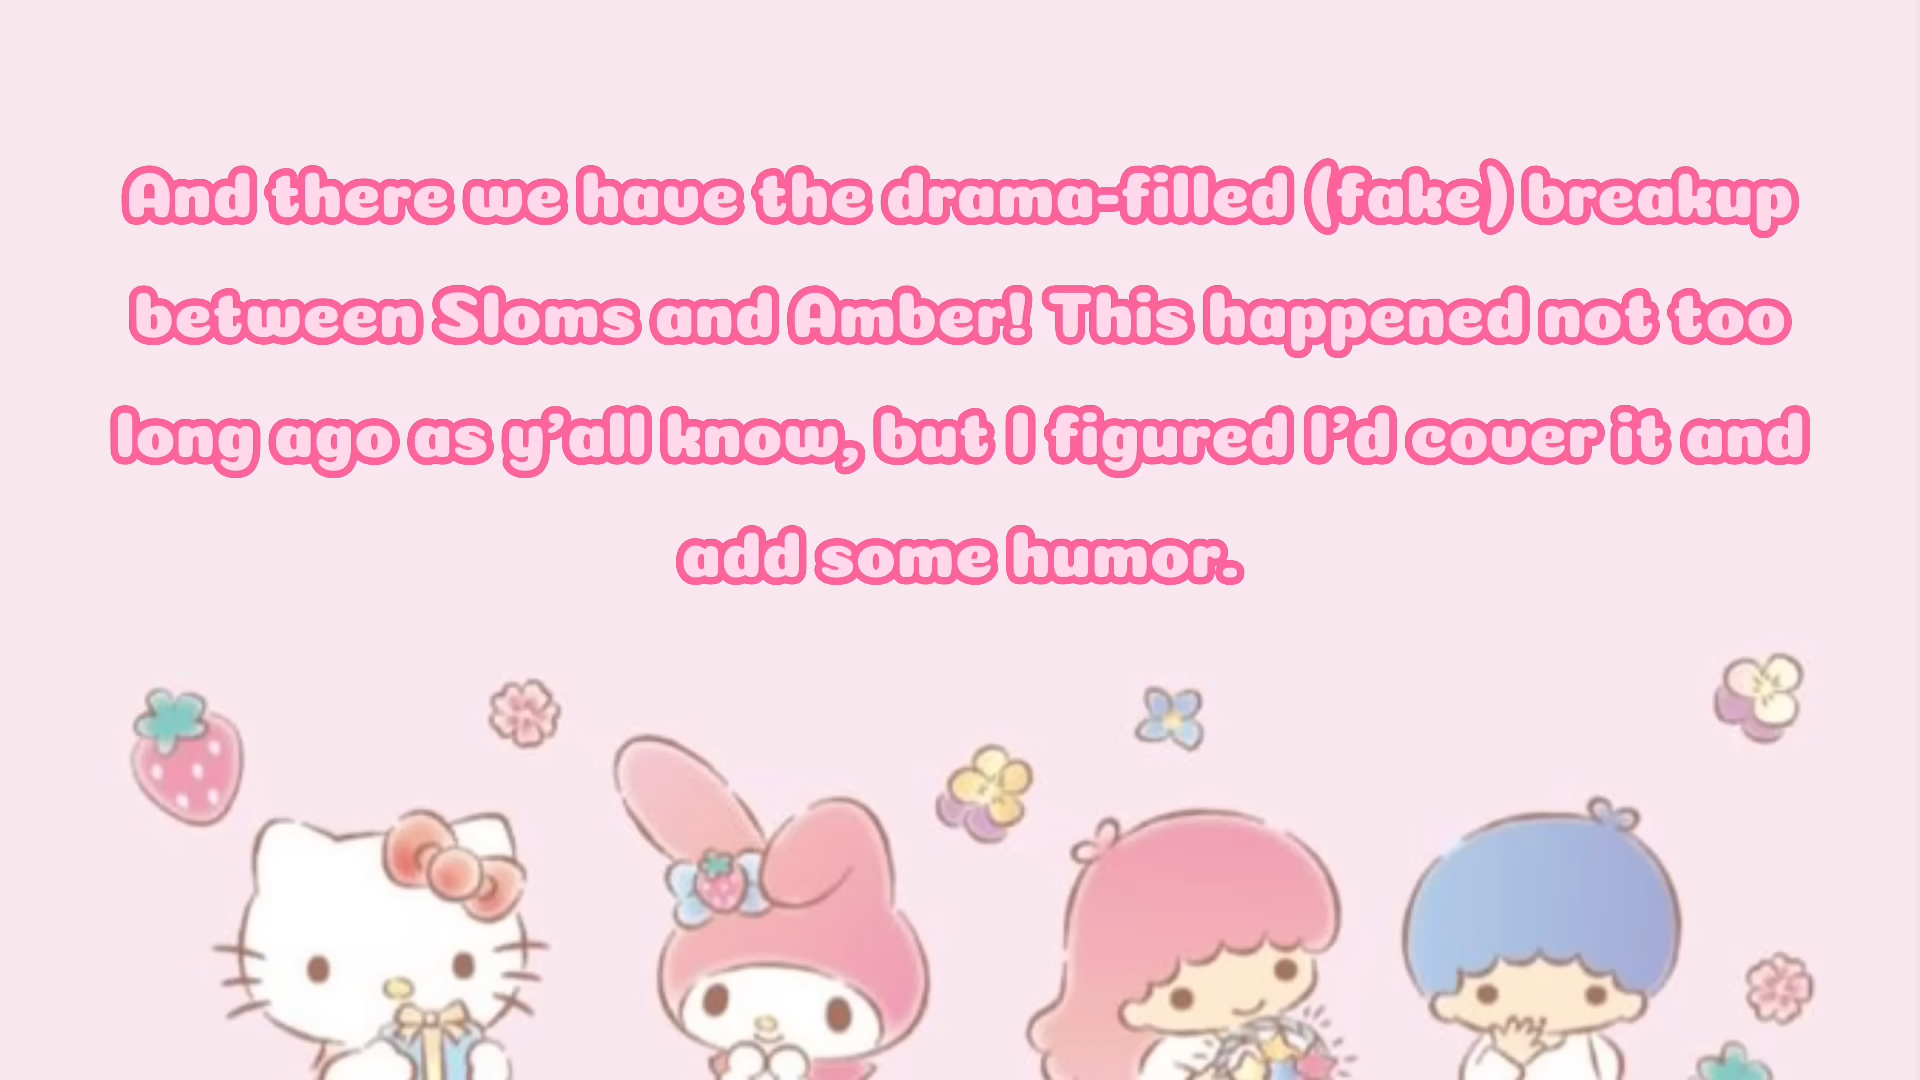 And there we have the drama-filled (fake) breakup
between Sloms and Amber! This happened not too
long ago as y’all know, but I figured I’d cover it and
add some humor.